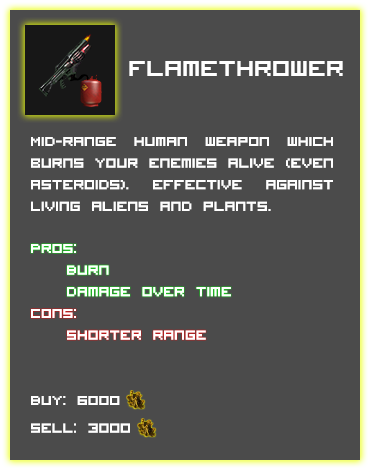 FLAMETHROWER
MID-RANGE HUMAN WEAPON WHICH
BURNS YOUR ENEMIES ALIVE (EVEN
ASTEROIDS). EFFECTIVE AGAINST
LIVING ALIENS AND PLANTS.
PROS:
BURN
DAMAGE OVER TIME
CONS:
SHORTER RANGE
BUY: 6000
SELL: 3000